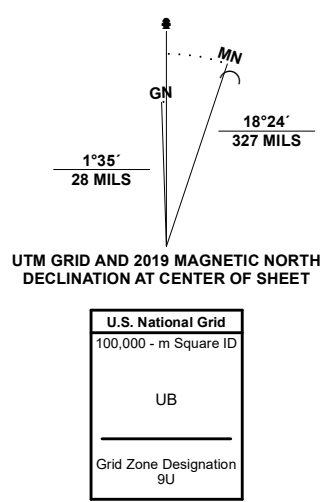 MN
GN
18°24´
327 MILS
1°35´
28 MILS
UTM GRID AND 2019 MAGNETIC NORTH
DECLINATION AT CENTER OF SHEET
U.S. National Grid
100,000 - m Square ID
UB
Grid Zone Designation
9U